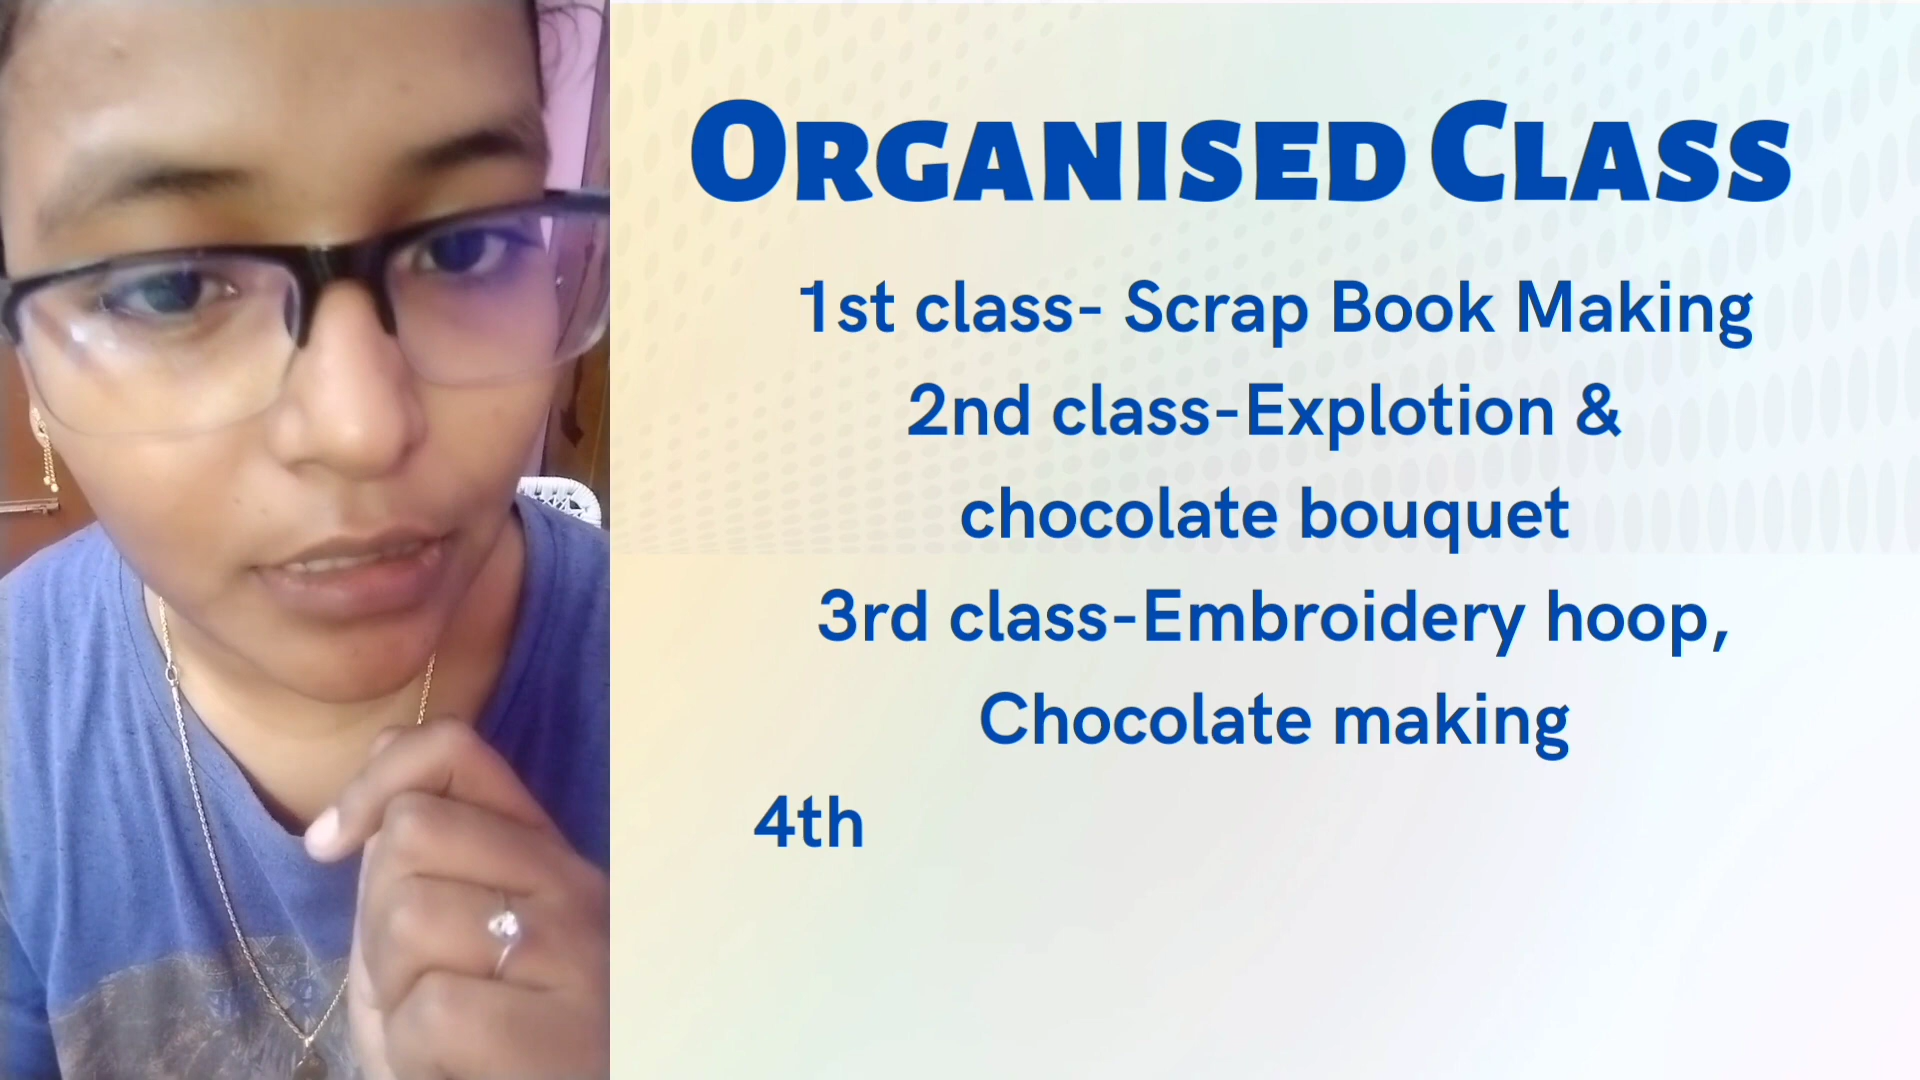 Organised Class
1st class- Scrap Book Making
2nd class-Explotion &
chocolate bouquet
3rd class-Embroidery hoop,
Chocolate making
4th